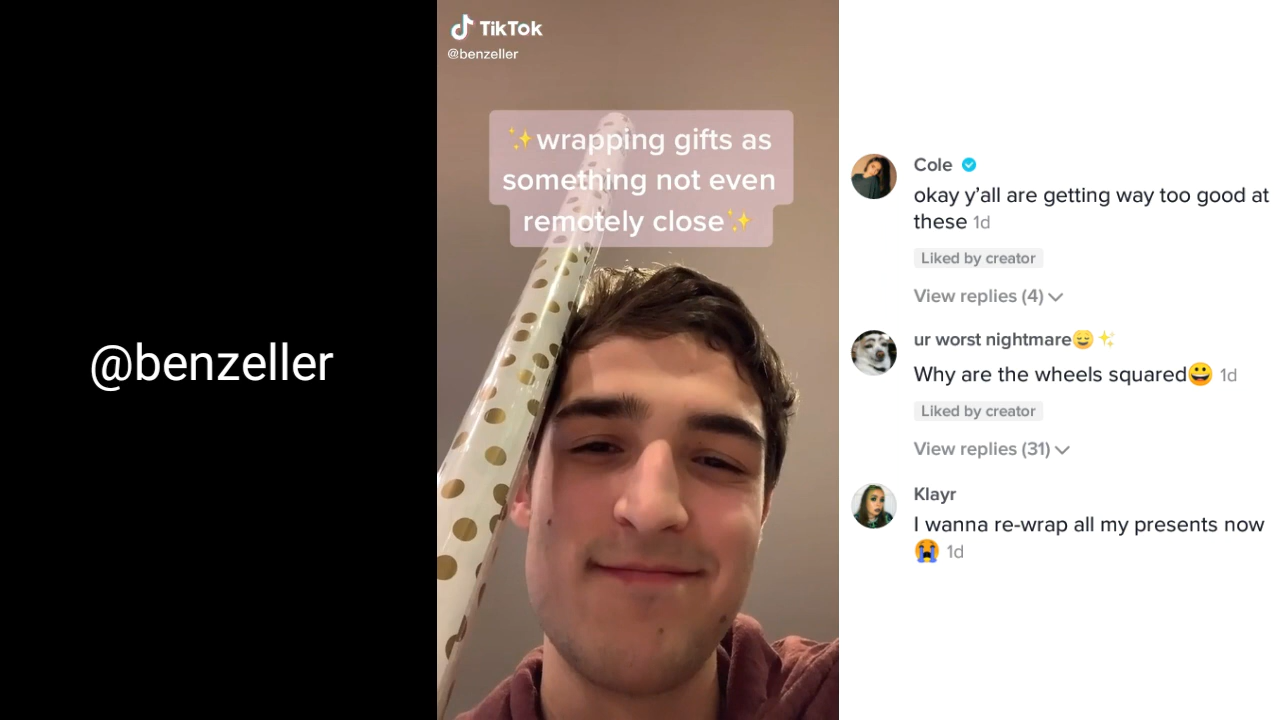 @benzeller
TikTok
@benzeller
✨wrapping gifts as
something not even
remotely close✨
Cole
okay y’all are getting way too good at
these 1d
Liked by creator
View replies (4)
ur worst nightmare😌✨
Why are the wheels squared😀 1d
Liked by creator
View replies (31)
Klayr
I wanna re-wrap all my presents now
😭 1d